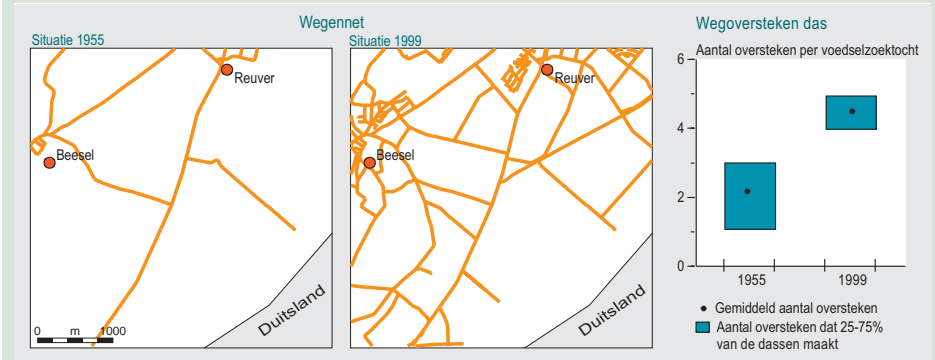 Wegennet
Situatie 1955
Reuver
Beesel
Duitsland
0 m 1000
Situatie 1999
Reuver
Beesel
Duitsland
Wegoversteken das
Aantal oversteken per voedselzoektocht
6
4
2
0
1955 1999
Gemiddeld aantal oversteken
Aantal oversteken dat 25-75%
van de dassen maakt